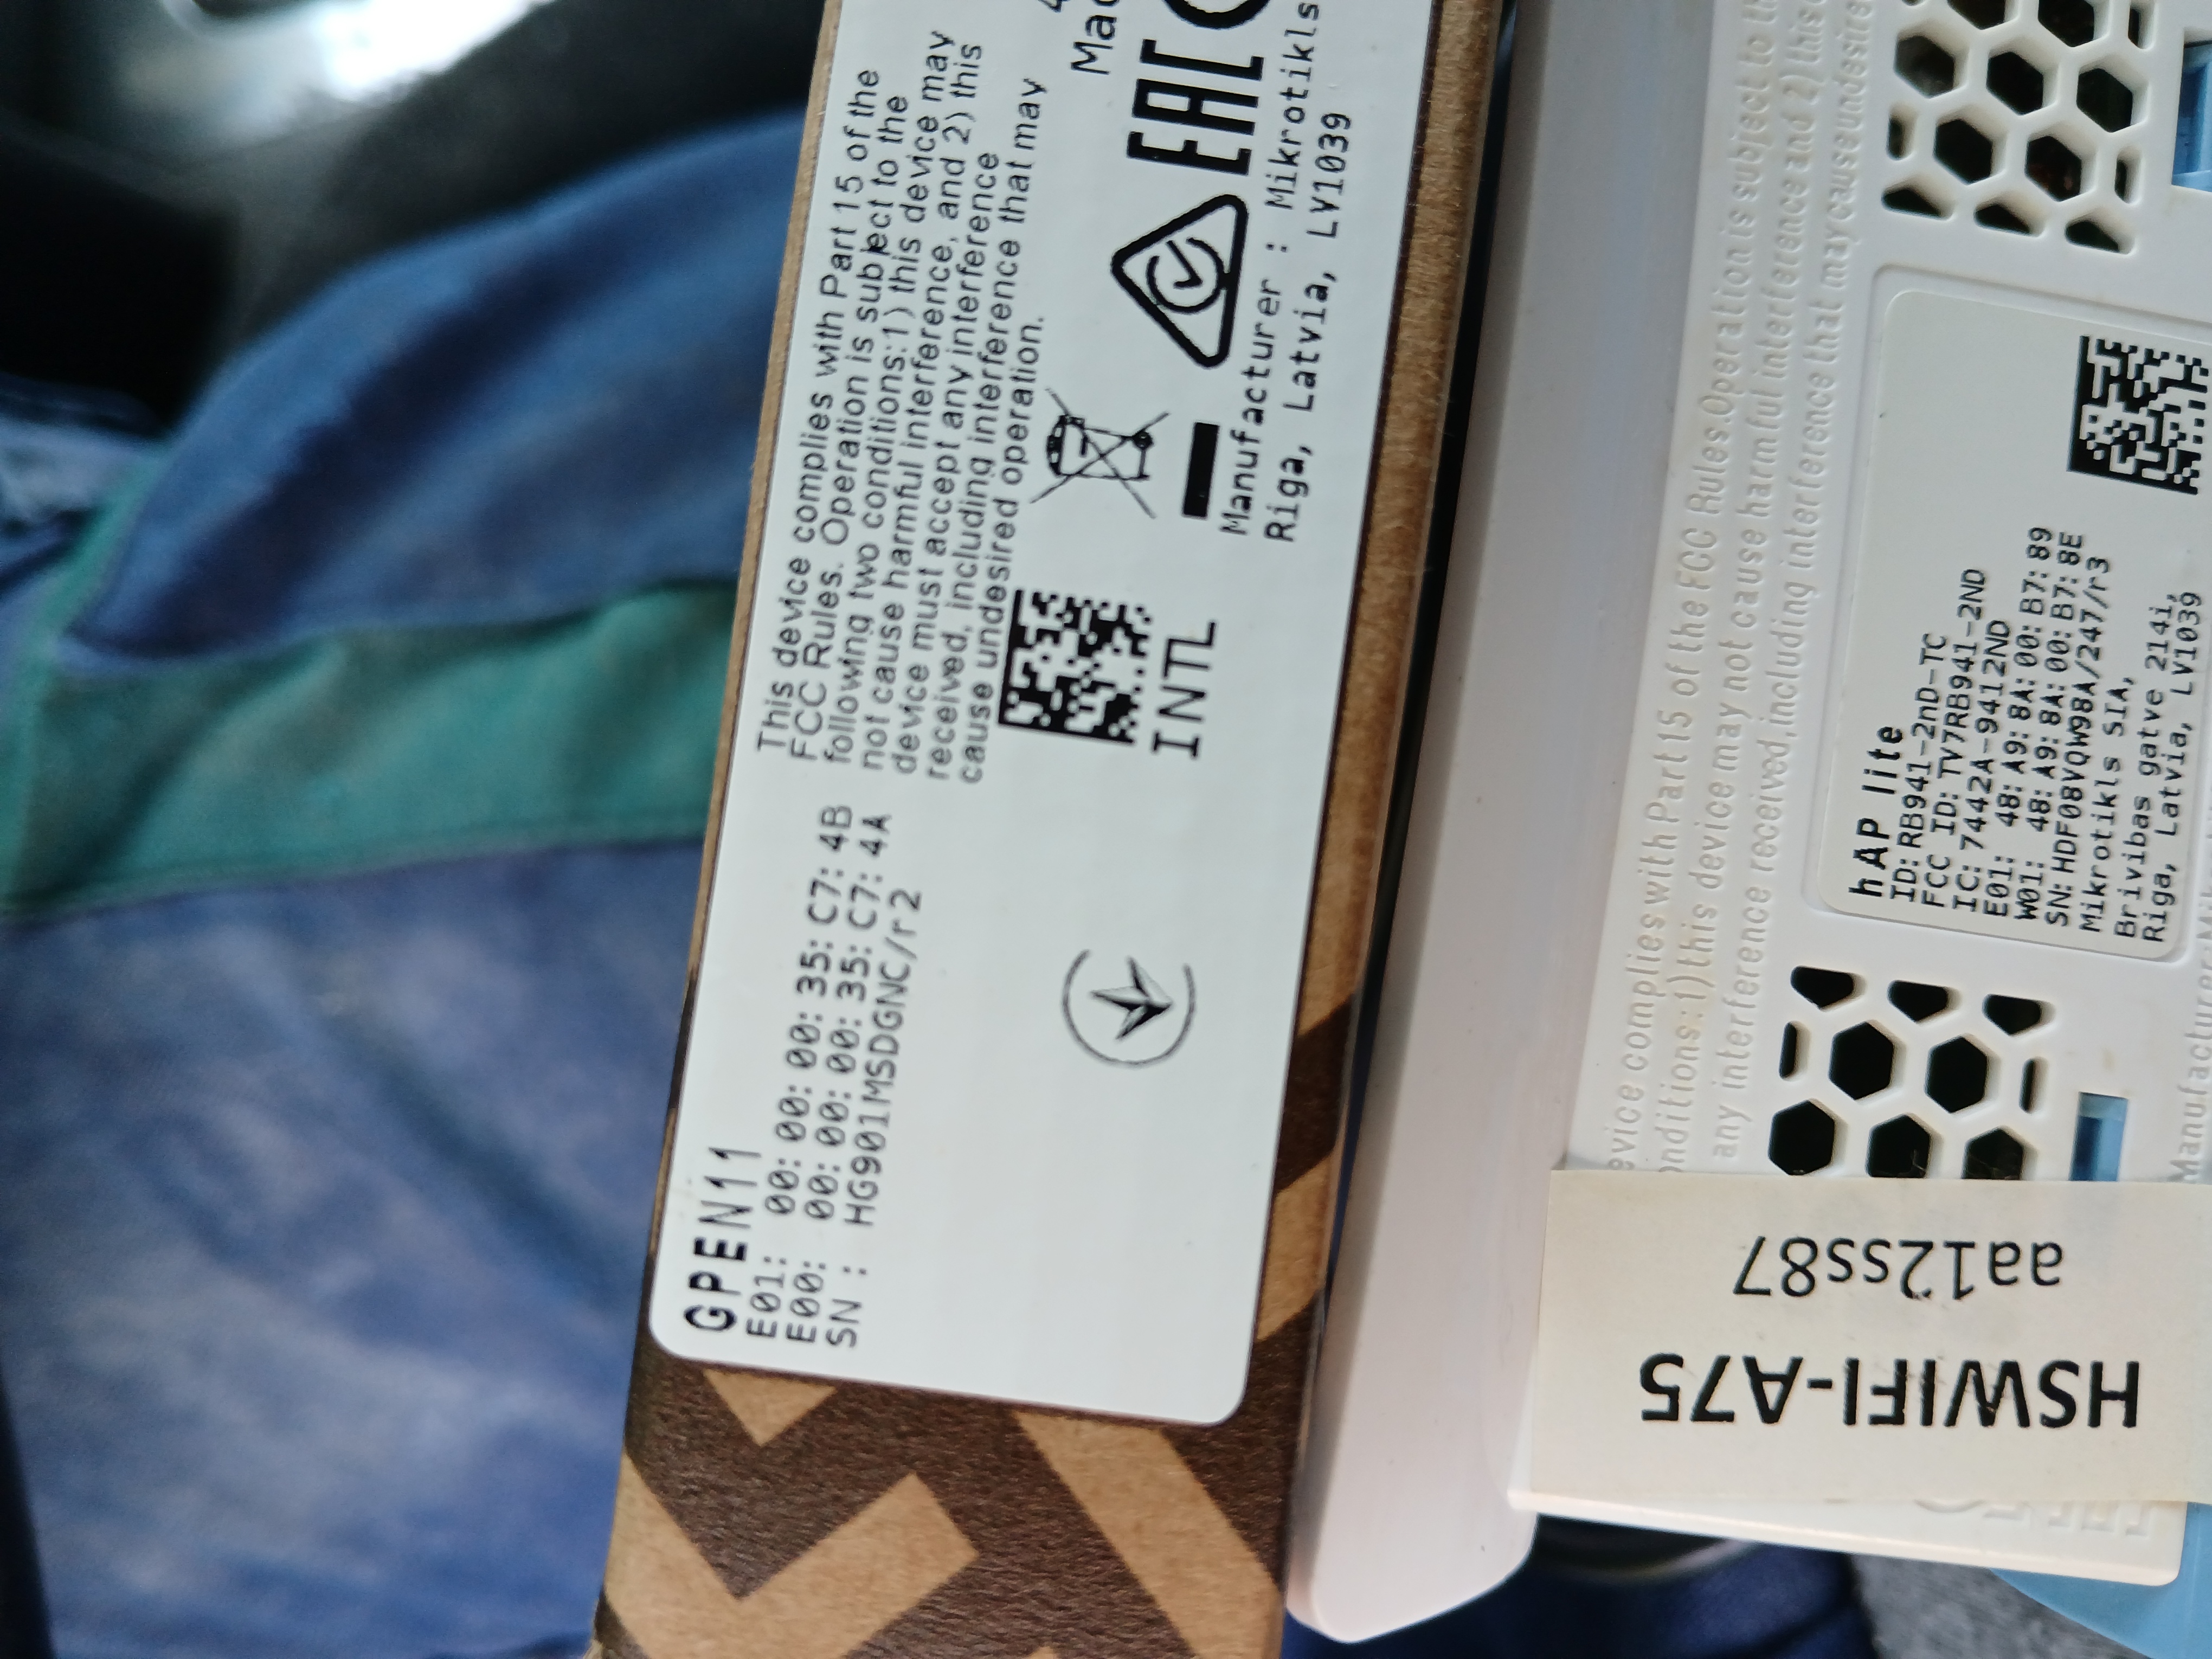 GPEN11
E01: 00:00:00:35:C7:4B
E00: 00:00:00:35:C7:4A
SN : HG901MSDGNC/r2
This device complies with Part 15 of the
FCC Rules. Operation is subject to the
following two conditions: 1) this device may
not cause harmful interference, and 2) this
device must accept any interference
received, including interference that may
cause undesired operation.
INTL
EAC
Manufacturer : Mikrotikls
Riga, Latvia, LV1039
complies with Part 15 of the FCC Rules. Operation is subject to
1) this device may not cause harmful interference and 2) this
any interference received, including interference that may cause
hAP lite
ID: RB941-2nD-TC
FCC ID: TV7RB941-2ND
IC: 7442A-9412ND
E01: 48:A9:8A:00:B7:89
W01: 48:A9:8A:00:B7:8E
SN: HDF08VQW98A/247/r3
Mikrotikls SIA,
Brivibas gatve 214i,
Riga, Latvia, LV1039
HSWIFI-A75
aa12ss87